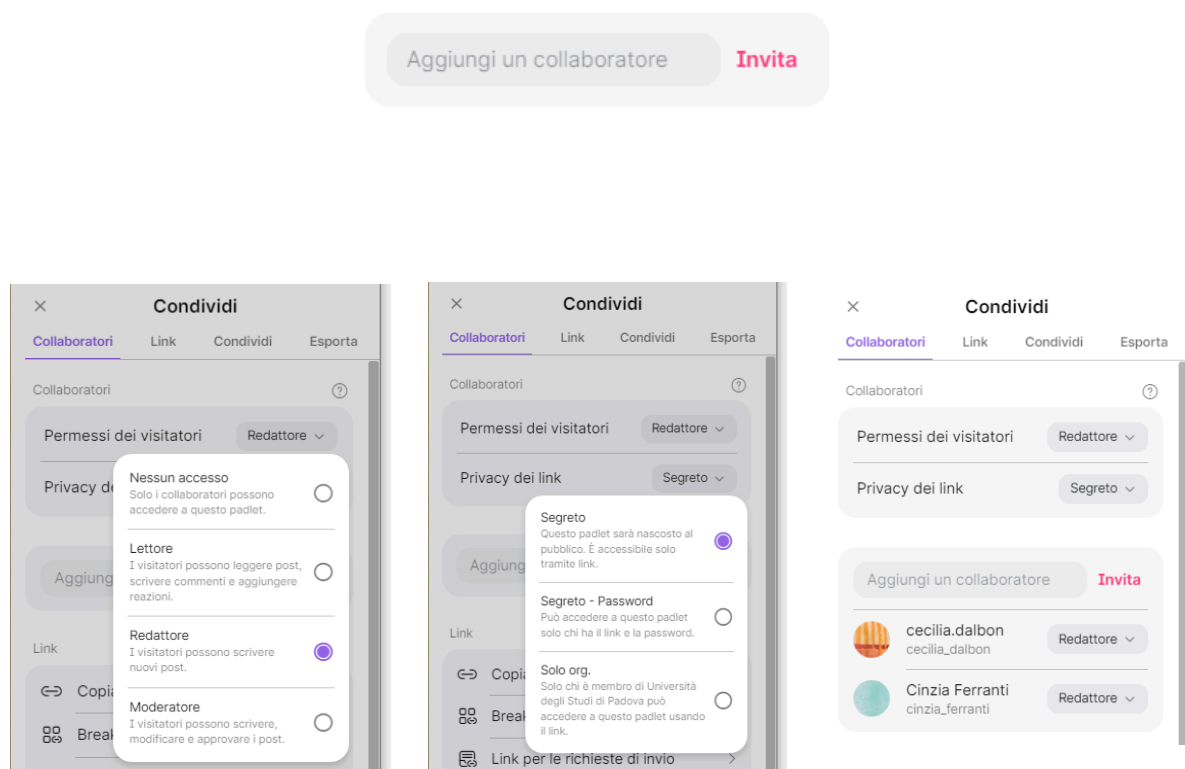 Aggiungi un collaboratore Invita
Condividi
Collaboratori Link Condividi Esporta
Collaboratori
Permessi dei visitatori Redattore
Privacy de
Nessun accesso
Solo i collaboratori possono
accedere a questo padlet.
Lettore
I visitatori possono leggere post,
scrivere commenti e aggiungere
reazioni.
Aggiung
Redattore
I visitatori possono scrivere
nuovi post.
Link
Copia
Moderatore
I visitatori possono scrivere,
modificare e approvare i post.
Break
Condividi
Collaboratori Link Condividi Esporta
Collaboratori
Permessi dei visitatori Redattore
Privacy dei link Segreto
Segreto
Questo padlet sarà nascosto al
pubblico. È accessibile solo
tramite link.
Aggiung
Segreto - Password
Può accedere a questo padlet
solo chi ha il link e la password.
Link
Copia
Solo org.
Solo chi è membro di Università
degli Studi di Padova può
accedere a questo padlet usando
il link.
Break
Link per le richieste di invio
Condividi
Collaboratori Link Condividi Esporta
Collaboratori
Permessi dei visitatori Redattore
Privacy dei link Segreto
Aggiungi un collaboratore Invita
cecilia.dalbon Redattore
cecilia_dalbon
Cinzia Ferranti Redattore
cinzia_ferranti